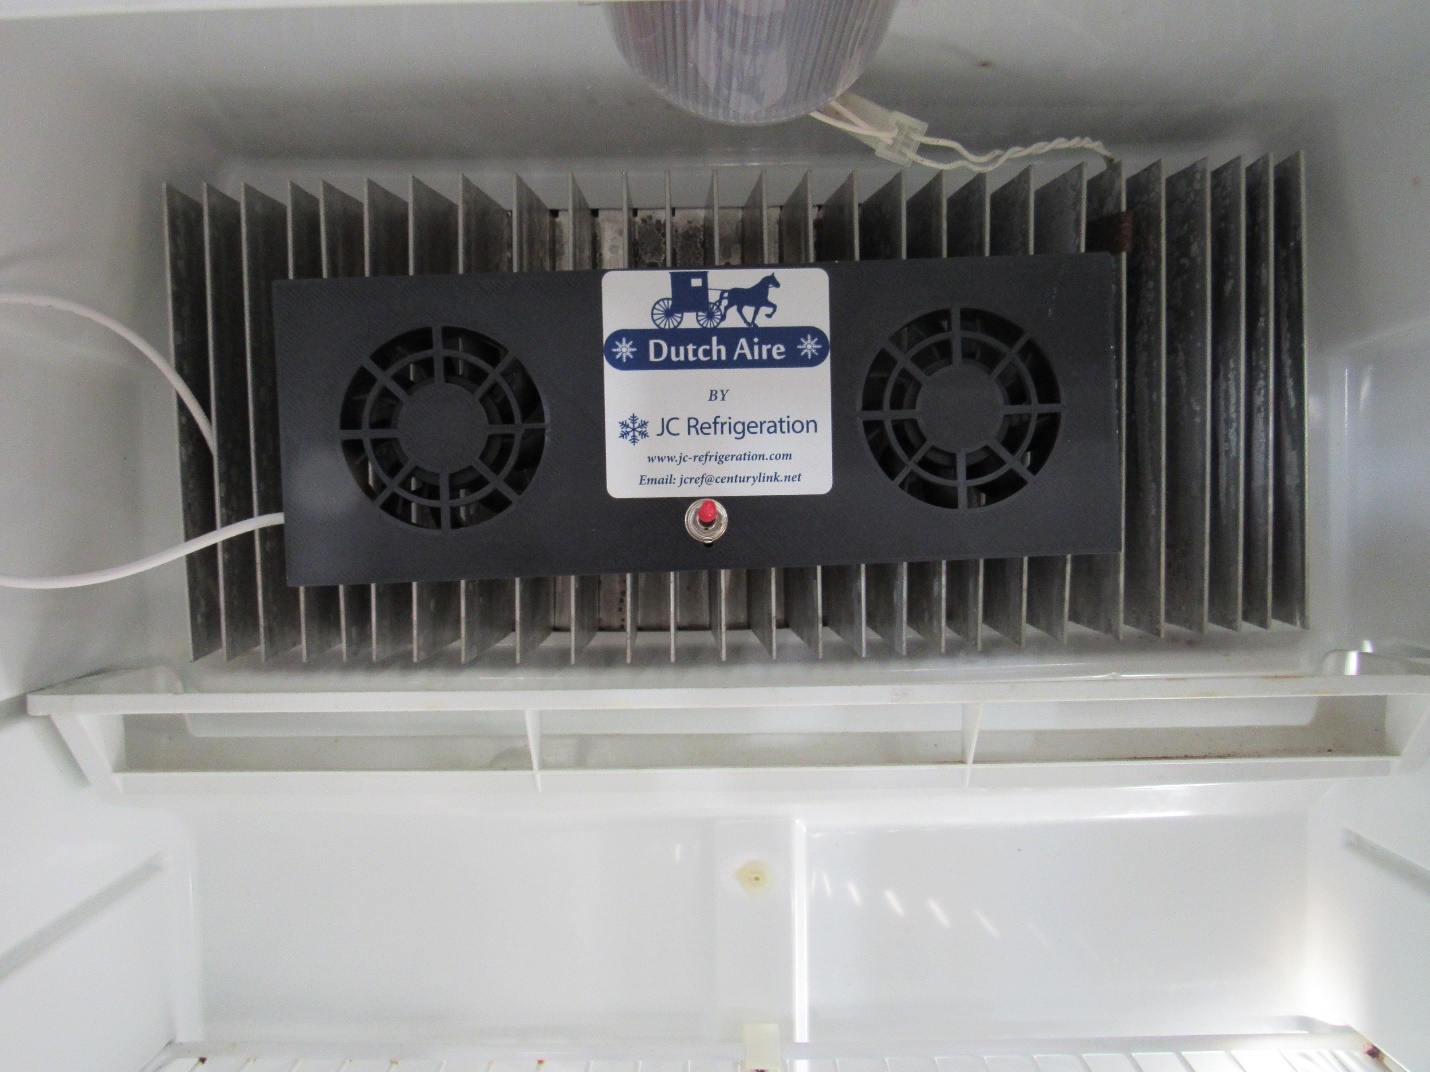 Dutch Aire
BY
JC Refrigeration
www.jc-refrigeration.com
Email: jcref@centurylink.net